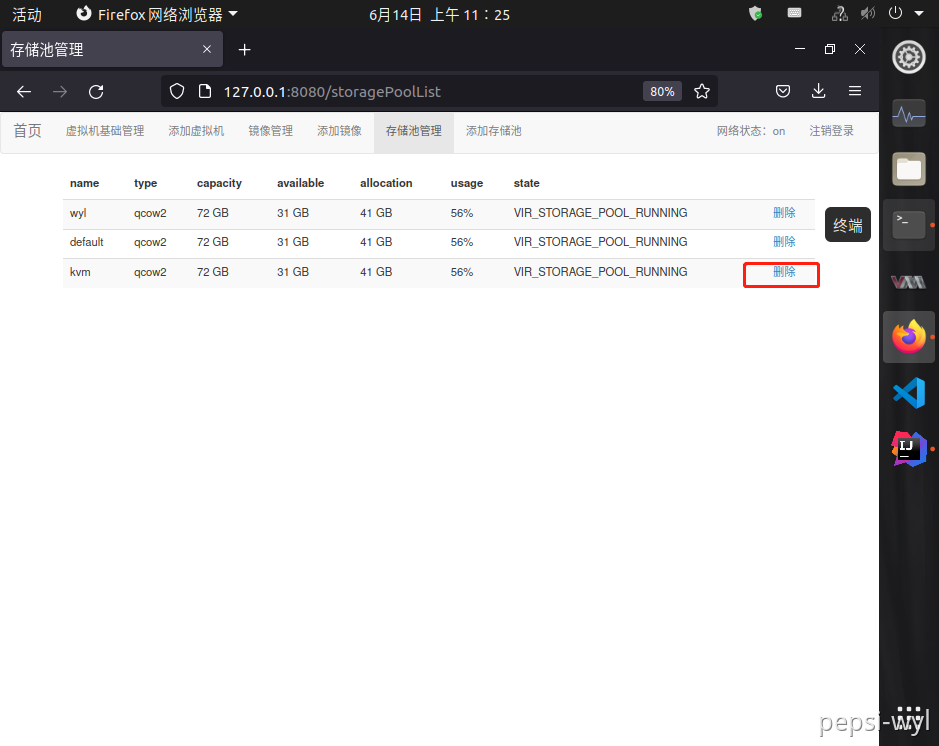 活动 Firefox 网络浏览器 6月14日 上午 11：25
存储池管理
127.0.0.1:8080/storagePoolList 80%
首页 虚拟机基础管理 添加虚拟机 镜像管理 添加镜像 存储池管理 添加存储池 网络状态：on 注销登录
name type capacity available allocation usage state
wyl qcow2 72 GB 31 GB 41 GB 56% VIR_STORAGE_POOL_RUNNING 删除
终端
default qcow2 72 GB 31 GB 41 GB 56% VIR_STORAGE_POOL_RUNNING 删除
kvm qcow2 72 GB 31 GB 41 GB 56% VIR_STORAGE_POOL_RUNNING 删除
IJ
pepsi-wyl